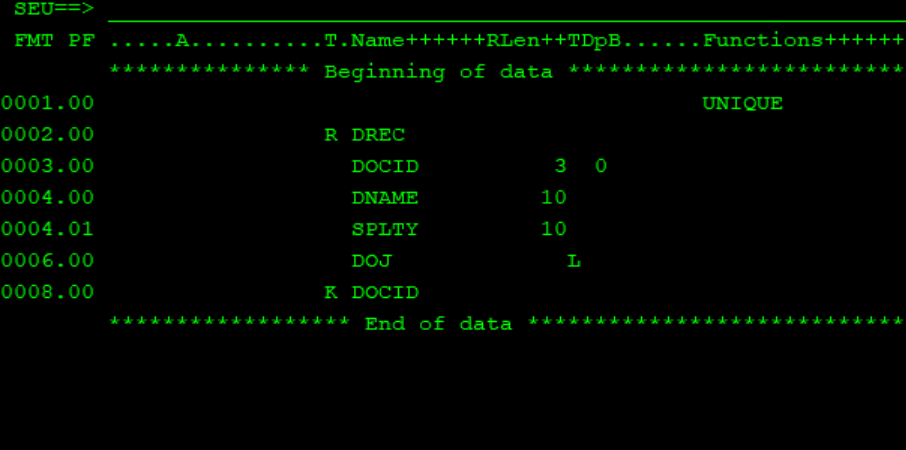 SEU==>
FMT PF .....A..........T.Name++++++RLen++TDpB......Functions++++++
*************** Beginning of data *************************
0001.00 UNIQUE
0002.00 R DREC
0003.00 DOCID 3 0
0004.00 DNAME 10
0004.01 SPLTY 10
0006.00 DOJ L
0008.00 K DOCID
****************** End of data ****************************